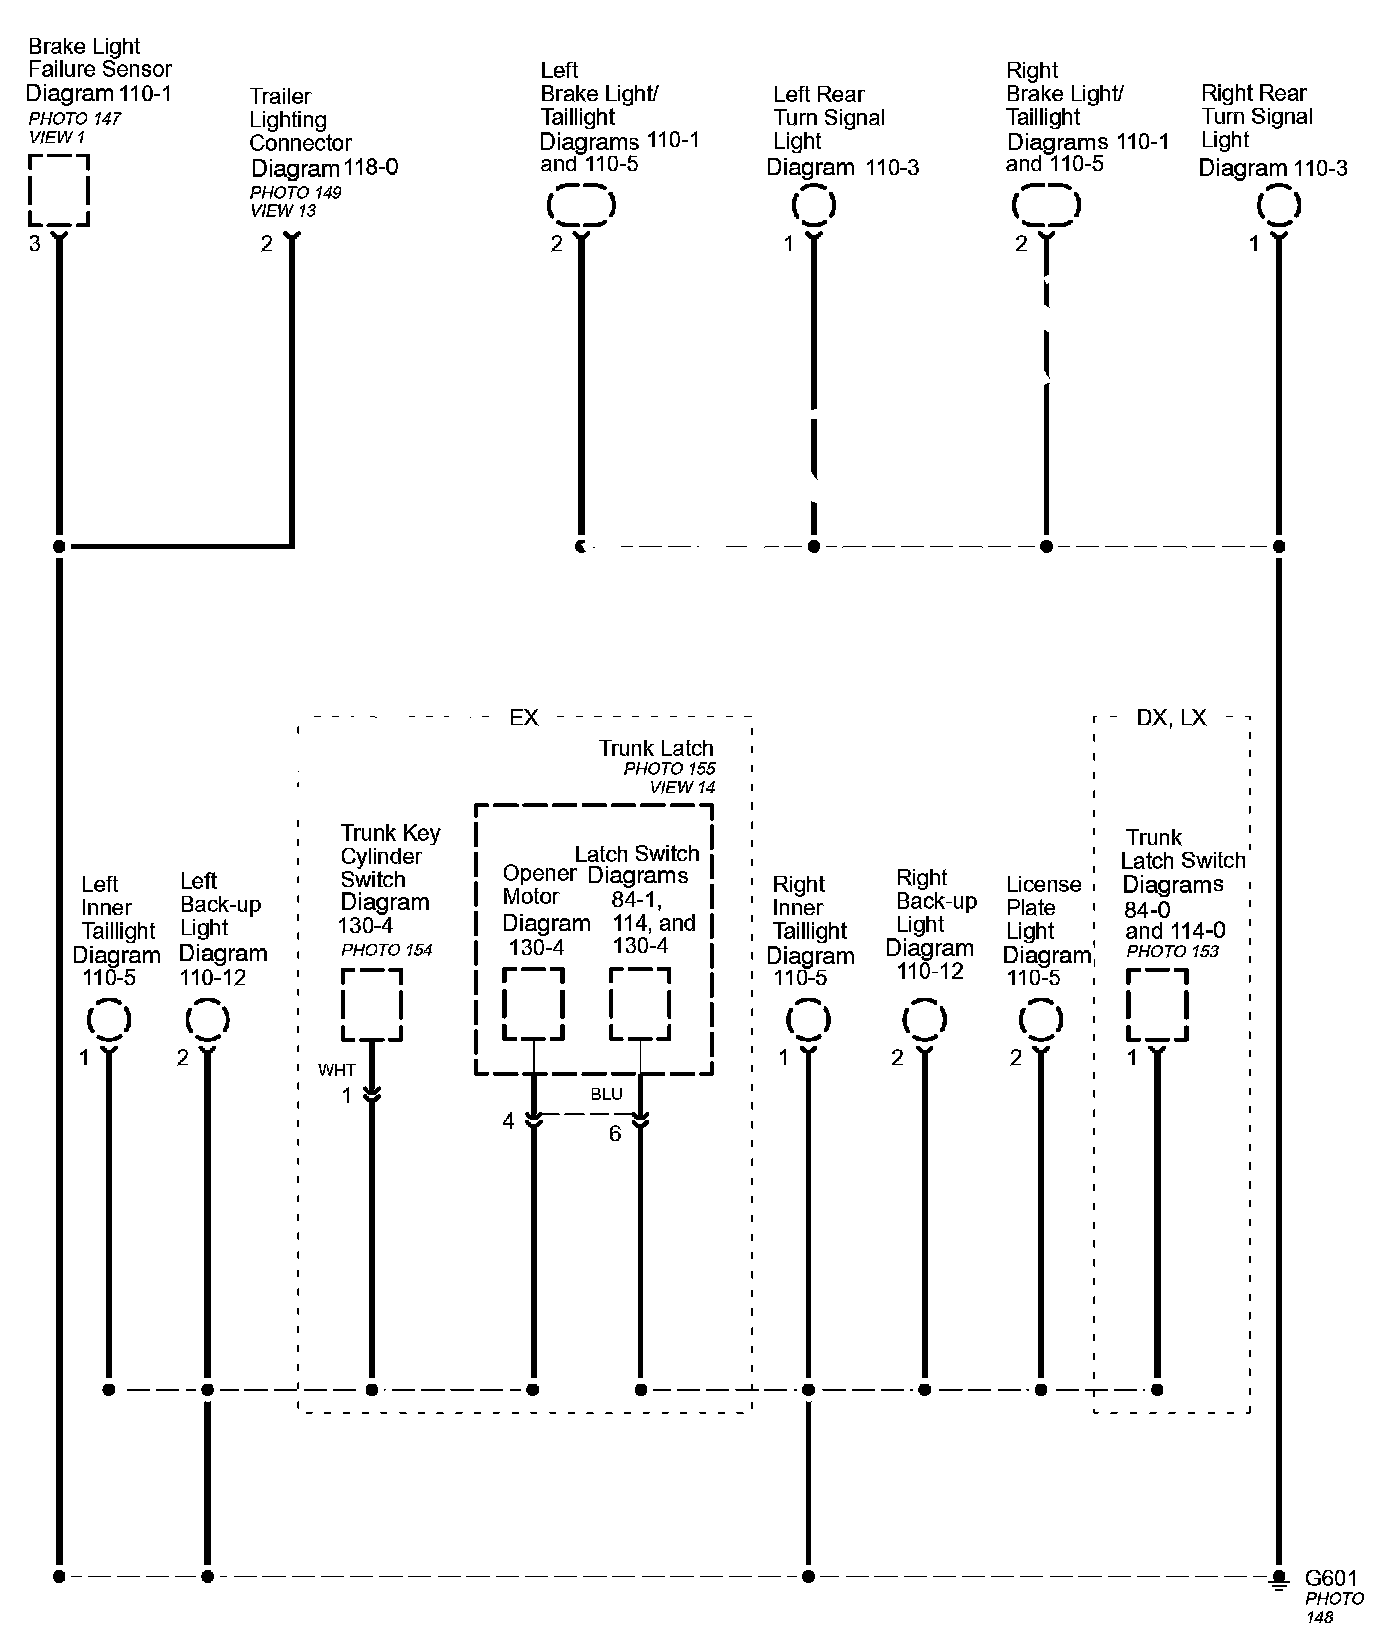 Brake Light
Failure Sensor
Diagram 110-1
PHOTO 147
VIEW 1
3
Trailer
Lighting
Connector
Diagram 118-0
PHOTO 149
VIEW 13
2
Left
Brake Light/
Taillight
Diagrams 110-1
and 110-5
2
Left Rear
Turn Signal
Light
Diagram 110-3
1
Right
Brake Light/
Taillight
Diagrams 110-1
and 110-5
2
Right Rear
Turn Signal
Light
Diagram 110-3
1
EX
DX, LX
Left
Inner
Taillight
Diagram
110-5
1
Left
Back-up
Light
Diagram
110-12
2
Trunk Key
Cylinder
Switch
Diagram
130-4
PHOTO 154
WHT
1
Trunk Latch
PHOTO 155
VIEW 14
Opener
Motor
Diagram
130-4
4
Latch Switch
Diagrams
84-1,
114, and
130-4
BLU
6
Right
Inner
Taillight
Diagram
110-5
1
Right
Back-up
Light
Diagram
110-12
2
License
Plate
Light
Diagram
110-5
2
Trunk
Latch Switch
Diagrams
84-0
and 114-0
PHOTO 153
1
G601
PHOTO
148